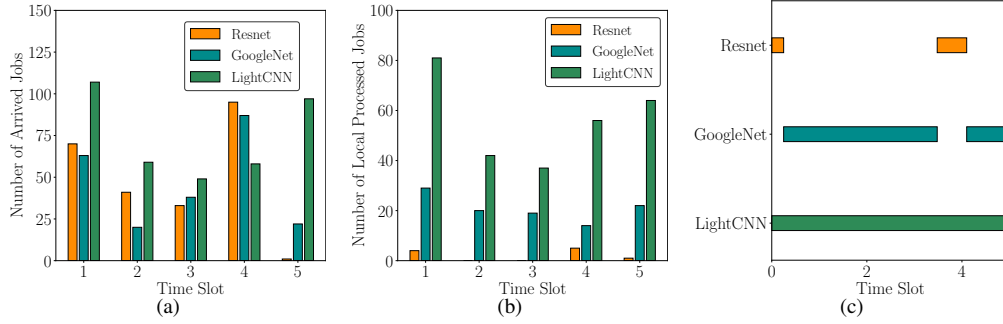 150
125
100
75
50
25
0
Number of Arrived Jobs
Resnet
GoogleNet
LightCNN
1 2 3 4 5
Time Slot
(a)
100
80
60
40
20
0
Number of Local Processed Jobs
Resnet
GoogleNet
LightCNN
1 2 3 4 5
Time Slot
(b)
Resnet
GoogleNet
LightCNN
0 2 4
Time Slot
(c)